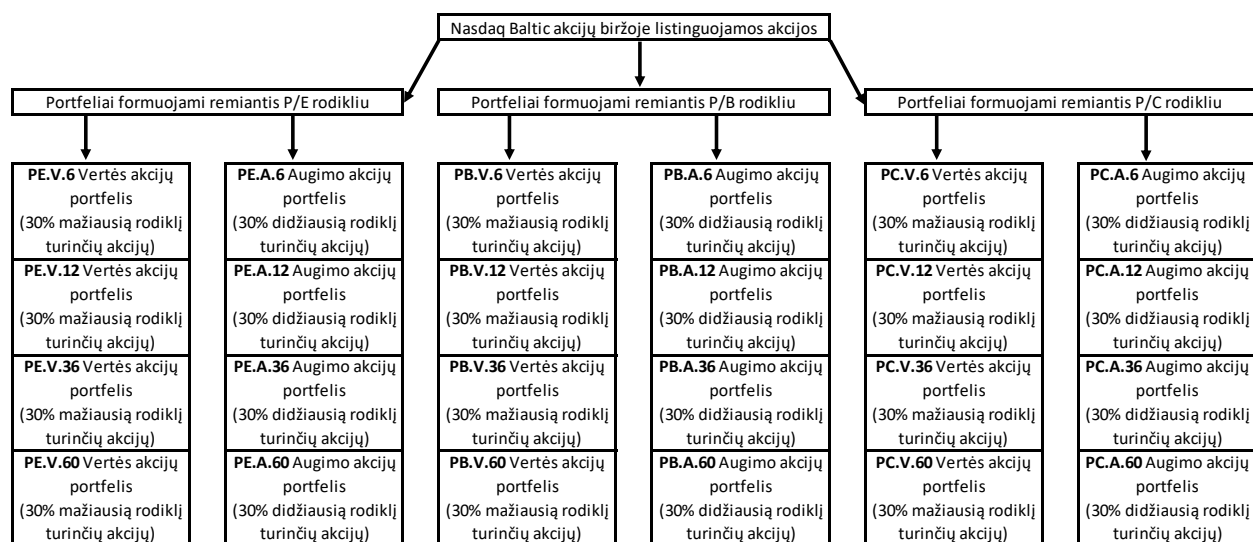 Nasdaq Baltic akcijų biržoje listinguojamos akcijos
Portfeliai formuojami remiantis P/E rodikliu
Portfeliai formuojami remiantis P/B rodikliu
Portfeliai formuojami remiantis P/C rodikliu
PE.V.6 Vertės akcijų
portfelis
(30% mažiausią rodiklį
turinčių akcijų)
PE.A.6 Augimo akcijų
portfelis
(30% didžiausią rodiklį
turinčių akcijų)
PB.V.6 Vertės akcijų
portfelis
(30% mažiausią rodiklį
turinčių akcijų)
PB.A.6 Augimo akcijų
portfelis
(30% didžiausią rodiklį
turinčių akcijų)
PC.V.6 Vertės akcijų
portfelis
(30% mažiausią rodiklį
turinčių akcijų)
PC.A.6 Augimo akcijų
portfelis
(30% didžiausią rodiklį
turinčių akcijų)
PE.V.12 Vertės akcijų
portfelis
(30% mažiausią rodiklį
turinčių akcijų)
PE.A.12 Augimo akcijų
portfelis
(30% didžiausią rodiklį
turinčių akcijų)
PB.V.12 Vertės akcijų
portfelis
(30% mažiausią rodiklį
turinčių akcijų)
PB.A.12 Augimo akcijų
portfelis
(30% didžiausią rodiklį
turinčių akcijų)
PC.V.12 Vertės akcijų
portfelis
(30% mažiausią rodiklį
turinčių akcijų)
PC.A.12 Augimo akcijų
portfelis
(30% didžiausią rodiklį
turinčių akcijų)
PE.V.36 Vertės akcijų
portfelis
(30% mažiausią rodiklį
turinčių akcijų)
PE.A.36 Augimo akcijų
portfelis
(30% didžiausią rodiklį
turinčių akcijų)
PB.V.36 Vertės akcijų
portfelis
(30% mažiausią rodiklį
turinčių akcijų)
PB.A.36 Augimo akcijų
portfelis
(30% didžiausią rodiklį
turinčių akcijų)
PC.V.36 Vertės akcijų
portfelis
(30% mažiausią rodiklį
turinčių akcijų)
PC.A.36 Augimo akcijų
portfelis
(30% didžiausią rodiklį
turinčių akcijų)
PE.V.60 Vertės akcijų
portfelis
(30% mažiausią rodiklį
turinčių akcijų)
PE.A.60 Augimo akcijų
portfelis
(30% didžiausią rodiklį
turinčių akcijų)
PB.V.60 Vertės akcijų
portfelis
(30% mažiausią rodiklį
turinčių akcijų)
PB.A.60 Augimo akcijų
portfelis
(30% didžiausią rodiklį
turinčių akcijų)
PC.V.60 Vertės akcijų
portfelis
(30% mažiausią rodiklį
turinčių akcijų)
PC.A.60 Augimo akcijų
portfelis
(30% didžiausią rodiklį
turinčių akcijų)